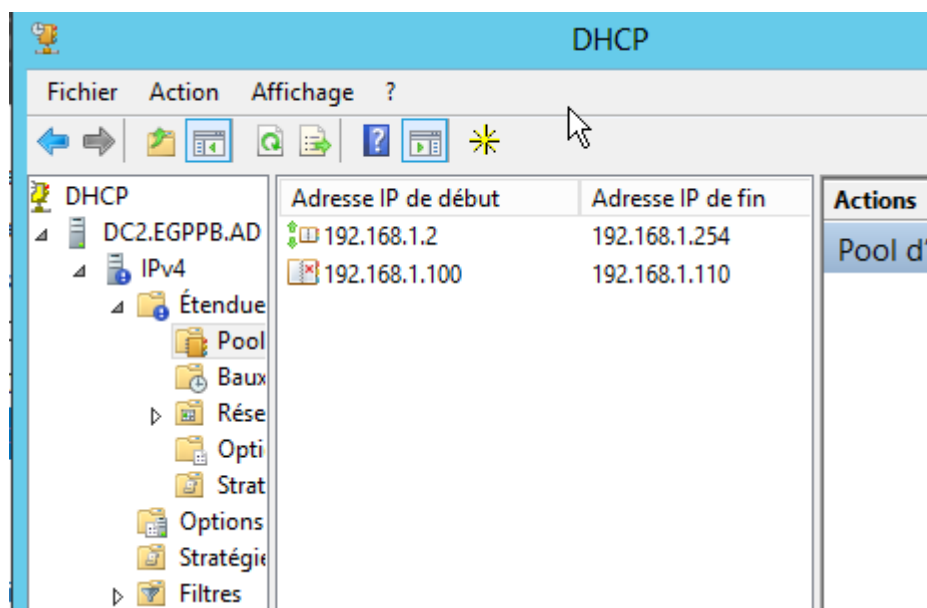 DHCP
Fichier Action Affichage ?
DHCP
DC2.EGPPB.AD
IPv4
Étendue
Pool
Baux
Rése
Opti
Strat
Options
Stratégie
Filtres
Adresse IP de début Adresse IP de fin
192.168.1.2 192.168.1.254
192.168.1.100 192.168.1.110
Actions
Pool d'